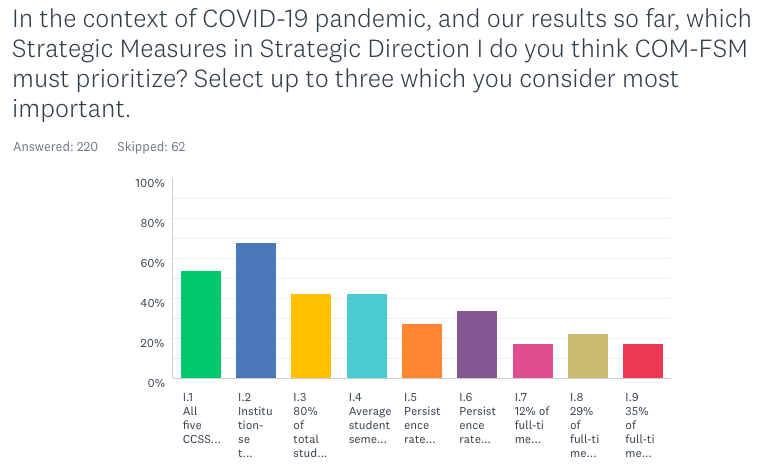 In the context of COVID-19 pandemic, and our results so far, which
Strategic Measures in Strategic Direction I do you think COM-FSM
must prioritize? Select up to three which you consider most
important.
Answered: 220 Skipped: 62
100%
80%
60%
40%
20%
0%
I.1
All
five
CCSS...
I.2
Institu
tion-
se
t...
I.3
80%
of
total
stud...
I.4
Average
student
seme...
I.5
Persist
ence
rate...
I.6
Persist
ence
rate...
I.7
12% of
full-ti
me...
I.8
29%
of
full-ti
me...
I.9
35%
of
full-ti
me...